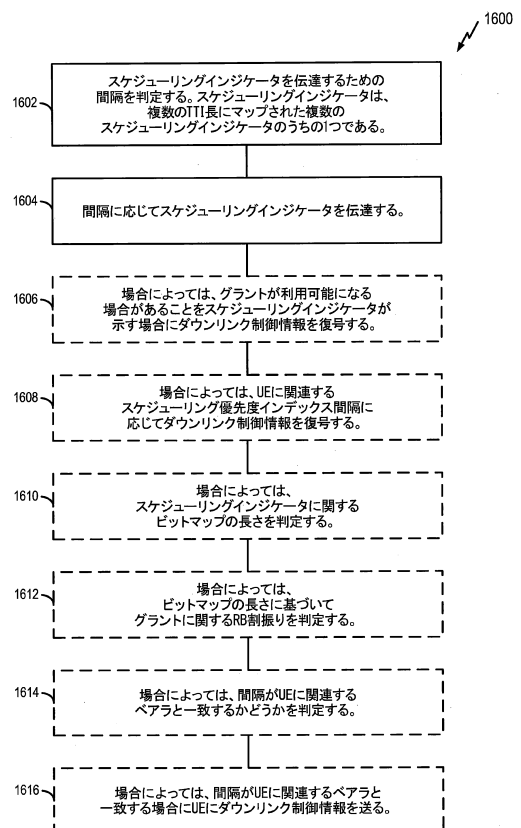 1600
1602
スケジューリングインジケータを伝達するための
間隔を判定する。スケジューリングインジケータは、
複数のTTI長にマップされた複数の
スケジューリングインジケータのうちの1つである。
1604
間隔に応じてスケジューリングインジケータを伝達する。
1606
場合によっては、グラントが利用可能になる
場合があることをスケジューリングインジケータが
示す場合にダウンリンク制御情報を復号する。
1608
場合によっては、UEに関連する
スケジューリング優先度インデックス間隔に
応じてダウンリンク制御情報を復号する。
1610
場合によっては、
スケジューリングインジケータに関する
ビットマップの長さを判定する。
1612
場合によっては、
ビットマップの長さに基づいて
グラントに関するRB割振りを判定する。
1614
場合によっては、間隔がUEに関連する
ベアラと一致するかどうかを判定する。
1616
場合によっては、間隔がUEに関連するベアラと
一致する場合にUEにダウンリンク制御情報を送る。